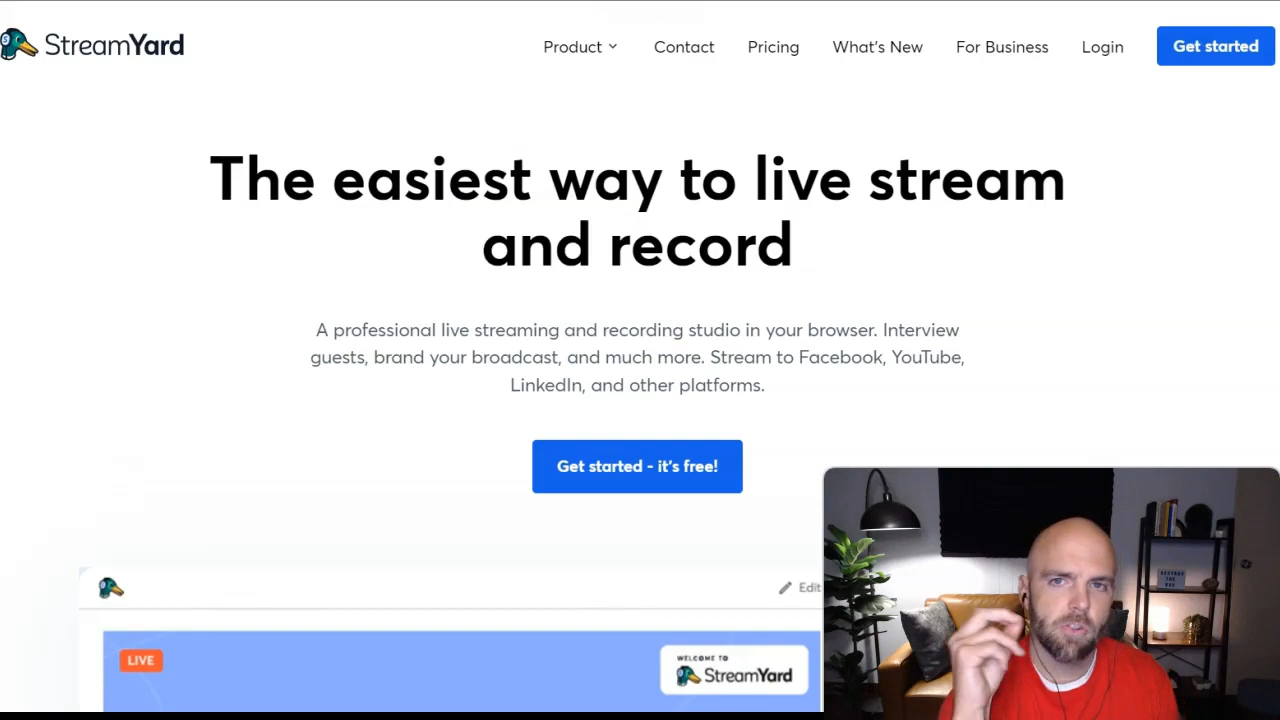 StreamYard
Product
Contact
Pricing
What's New
For Business
Login
Get started
The easiest way to live stream
and record
A professional live streaming and recording studio in your browser. Interview
guests, brand your broadcast, and much more. Stream to Facebook, YouTube,
LinkedIn, and other platforms.
Get started - it's free!
Edit
LIVE
WELCOME TO
StreamYard